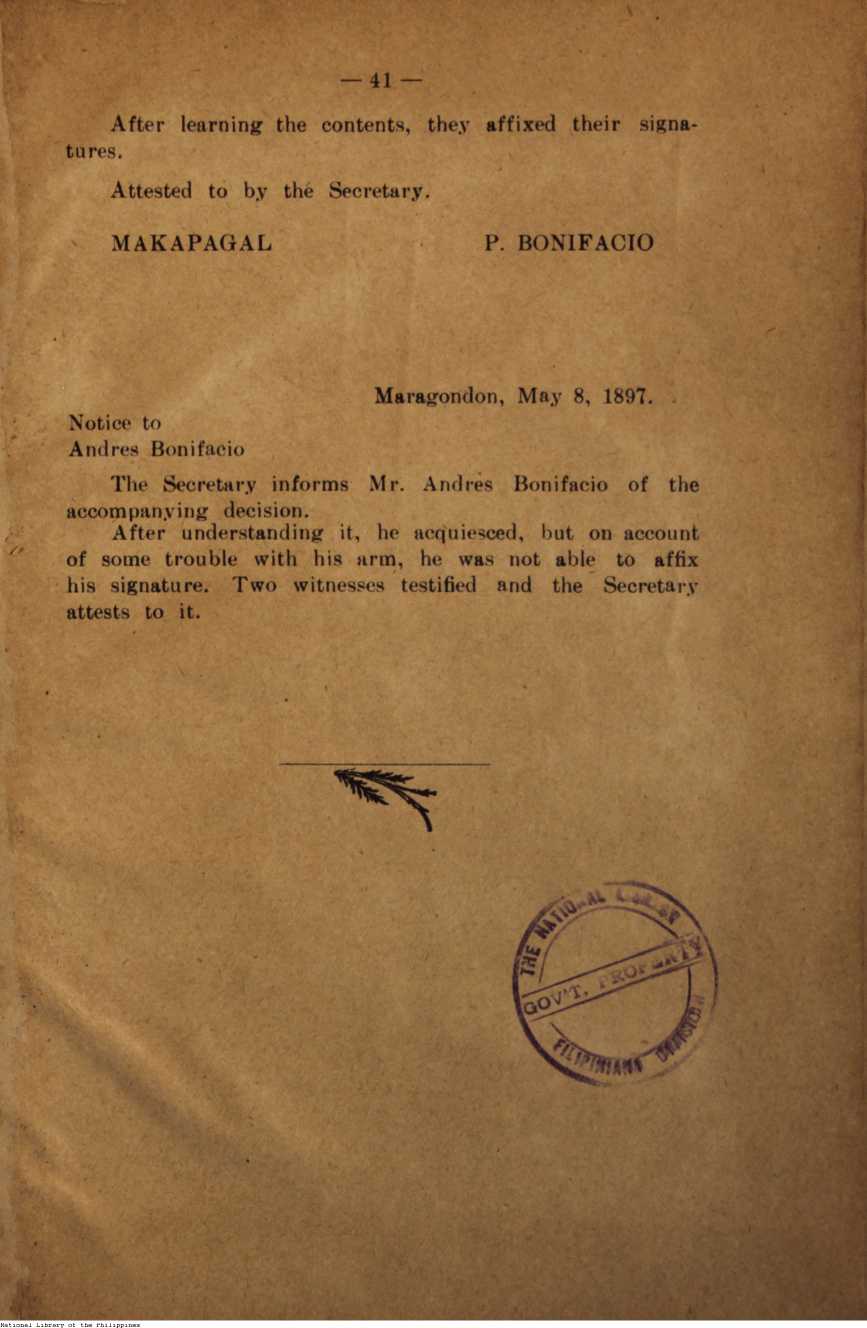 — 41 —
After learning the contents, they affixed their signa-
tures.
Attested to by the Secretary.
MAKAPAGAL P. BONIFACIO
Maragondon, May 8, 1897.
Notice to
Andres Bonifacio
The Secretary informs Mr. Andres Bonifacio of the
accompanying decision.
After understanding it, he acquiesced, but on account
of some trouble with his arm, he was not able to affix
his signature. Two witnesses testified and the Secretary
attests to it.
THE NATIONAL
GOV'T. PROPERTY
FILIPINIANA
National Library of the Philippines